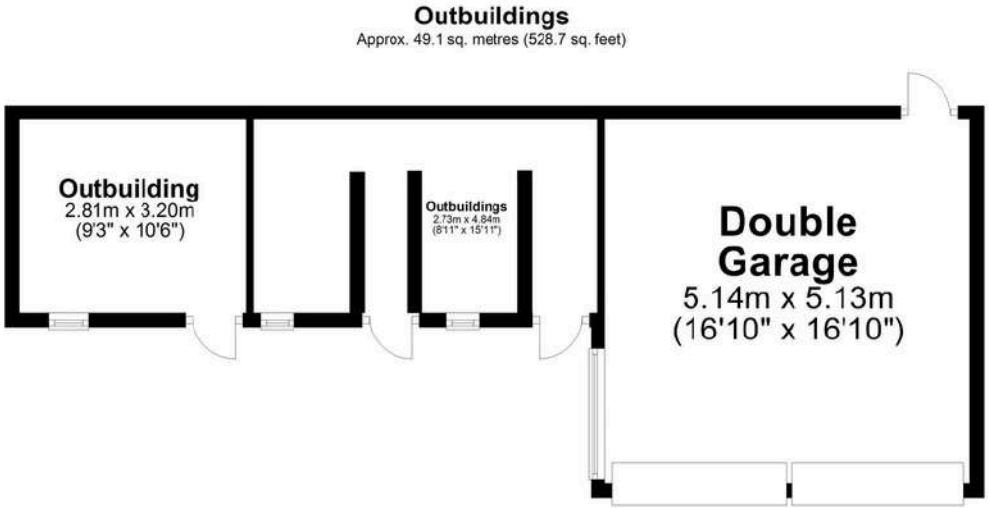 Outbuildings
Approx. 49.1 sq. metres (528.7 sq. feet)
Outbuilding
2.81m x 3.20m
(9'3" x 10'6")
Outbuildings
2.73m x 4.84m
(8'11" x 15'11")
Double
Garage
5.14m x 5.13m
(16'10" x 16'10")